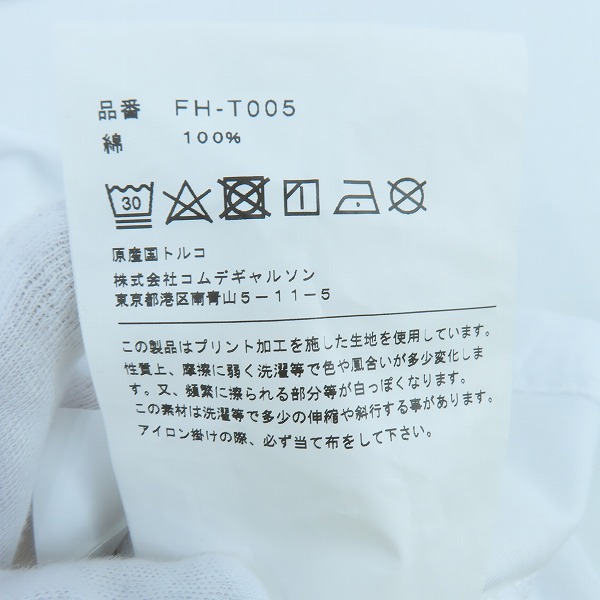 品番 FH-T005
綿 100%
30
原産国トルコ
株式会社コムデギャルソン
東京都港区南青山5-11-5
この製品はプリント加工を施した生地を使用しています。
性質上、摩擦に弱く洗濯等で色や風合いが多少変化しま
す。又、頻繁に擦られる部分等が白っぽくなります。
この素材は洗濯等で多少の伸縮や斜行する事があります。
アイロン掛けの際、必ず当て布をして下さい。